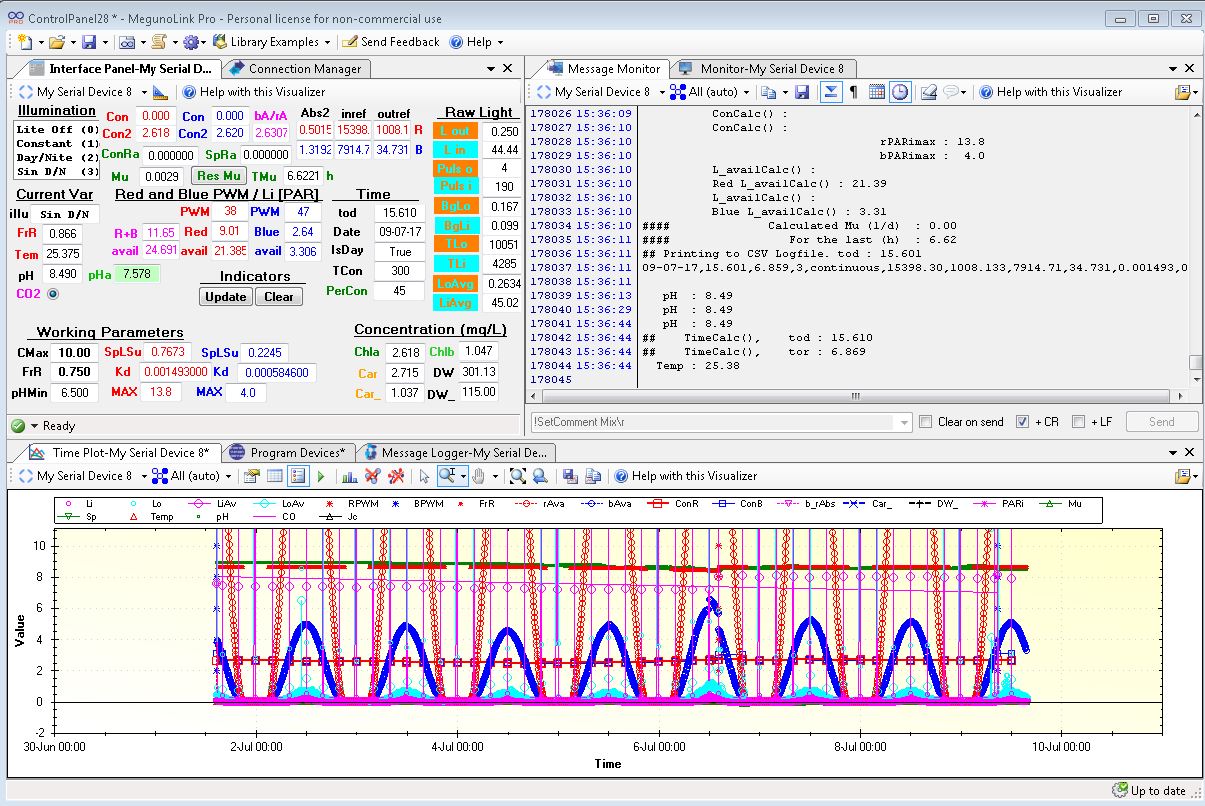 ControlPanel28 * - MegunoLink Pro - Personal license for non-commercial use
Library Examples Send Feedback Help
Interface Panel-My Serial D... Connection Manager
My Serial Device 8 Help with this Visualizer
Illumination
Lite Off (0)
Constant (1)
Day/Nite (2)
Sin D/N (3)
Con 0.000 Con 0.000 bA/rA Abs2 inref outref
Con2 2.618 Con2 2.620 2.6307 0.5015 15398. 1008.1 R
1.3192 7914.7 34.731 B
ConRa 0.000000 SpRa 0.000000
Mu 0.0029 Res Mu TMu 6.6221 h
Raw Light
L out 0.250
L in 44.44
Puls o 4
Puls i 190
BgLo 0.167
BgLi 0.099
TLo 10051
TLi 4285
LoAvg 0.2634
LiAvg 45.02
Current Var
illu Sin D/N
FrR 0.866
Tem 25.375
pH 8.490 pHa 7.578
CO2
Red and Blue PWM / Li [PAR]
PWM 38 PWM 47
R+B 11.65 Red 9.01 Blue 2.64
avail 24.691 avail 21.385 avail 3.306
Indicators
Update Clear
Time
tod 15.610
Date 09-07-17
IsDay True
TCon 300
PerCon 45
Working Parameters
CMax 10.00 SpLSu 0.7673 SpLSu 0.2245
FrR 0.750 Kd 0.001493000 Kd 0.000584600
pHMin 6.500 MAX 13.8 MAX 4.0
Concentration (mq/L)
Chla 2.618 Chlb 1.047
Car 2.715 DW 301.13
Car_ 1.037 DW_ 115.00
Ready
Message Monitor Monitor-My Serial Device 8
My Serial Device 8 All (auto) Help with this Visualizer
178026 15:36:09 ConCalc() :
178027 15:36:10 ConCalc() :
178028 15:36:10 rPARimax : 13.8
178029 15:36:10 bPARimax : 4.0
178030 15:36:10 L_availCalc() :
178031 15:36:10 Red L_availCalc() : 21.39
178032 15:36:10 L_availCalc() :
178033 15:36:10 Blue L_availCalc() : 3.31
178034 15:36:10 #### Calculated Mu (1/d) : 0.00
178035 15:36:10 #### For the last (h) : 6.62
178036 15:36:10 ## Printing to CSV Logfile. tod : 15.601
178037 15:36:11 09-07-17,15.601,6.859,3,continuous,15398.30,1008.133,7914.71,34.731,0.001493,0
178038 15:36:11
178039 15:36:13 pH : 8.49
178040 15:36:29 pH : 8.49
178041 15:36:44 pH : 8.49
178042 15:36:44 ## TimeCalc(), tod : 15.610
178043 15:36:44 ## TimeCalc(), tor : 6.869
178044 15:36:44 Temp : 25.38
178045
!SetComment Mix\r Clear on send + CR + LF Send
Time Plot-My Serial Device 8* Program Devices* Message Logger-My Serial De...
My Serial Device 8 All (auto) Help with this Visualizer
Li Lo LiAv LoAv RPWM BPWM FrR rAva bAva ConR ConB b_rAbs Car_ DW_ PARi Mu
Sp Temp pH CO Jc
Value
10
8
6
4
2
0
-2
30-Jun 00:00 2-Jul 00:00 4-Jul 00:00 6-Jul 00:00 8-Jul 00:00 10-Jul 00:00
Time
Up to date